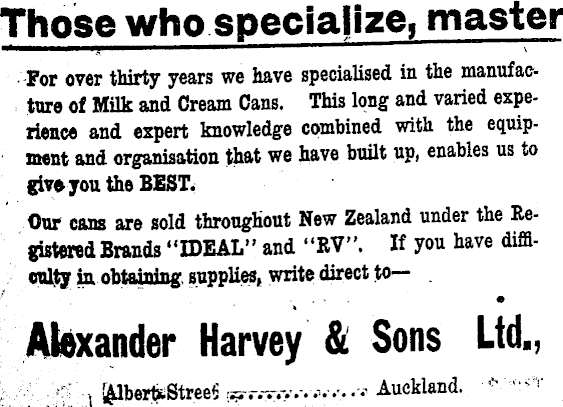 Those who specialize, master
For over thirty years we have specialised in the manufac-
ture of Milk and Cream Cans. This long and varied expe-
rience and expert knowledge combined with the equip-
ment and organisation that we have built up, enables us to
give you the BEST.
Our cans are sold throughout New Zealand under the Re-
gistered Brands "IDEAL" and "RV". If you have diffi-
culty in obtaining supplies, write direct to—
Alexander Harvey & Sons Ltd.,
Albert Street ................ Auckland.